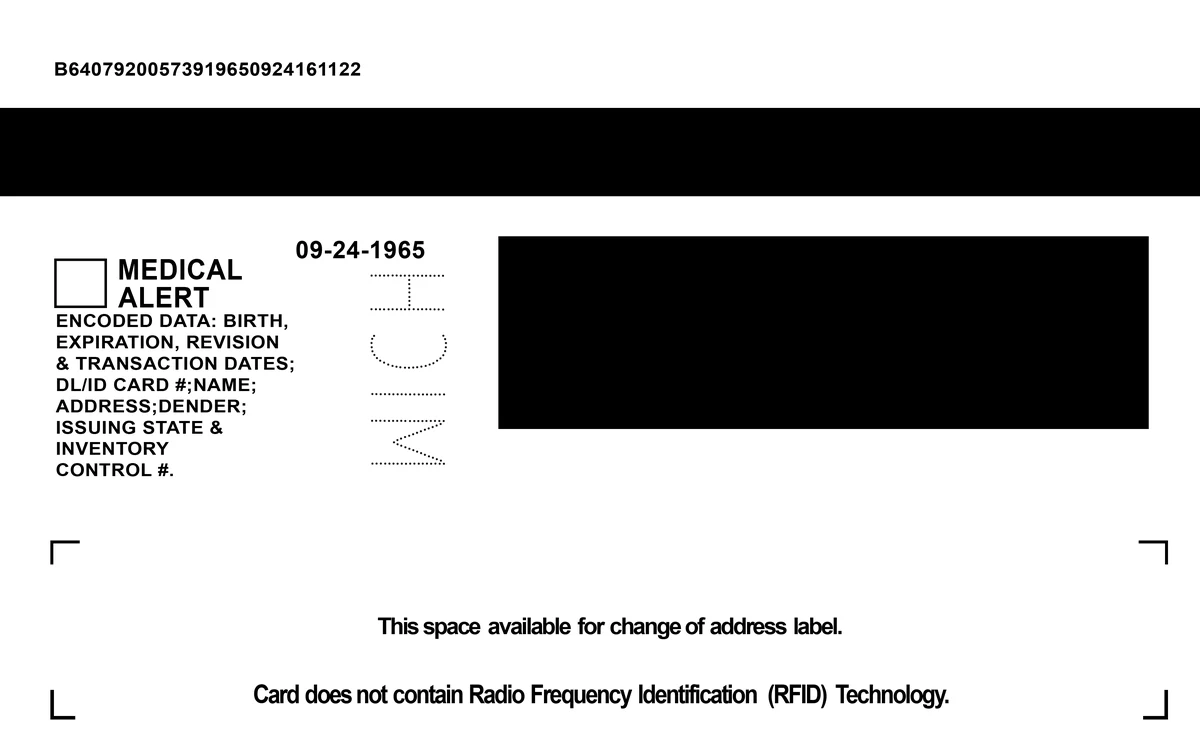 B64079200573919650924161122
09-24-1965
MEDICAL
ALERT
ENCODED DATA: BIRTH,
EXPIRATION, REVISION
& TRANSACTION DATES;
DL/ID CARD #;NAME;
ADDRESS;DENDER;
ISSUING STATE &
INVENTORY
CONTROL #.
MICH
This space available for change of address label.
Card does not contain Radio Frequency Identification (RFID) Technology.